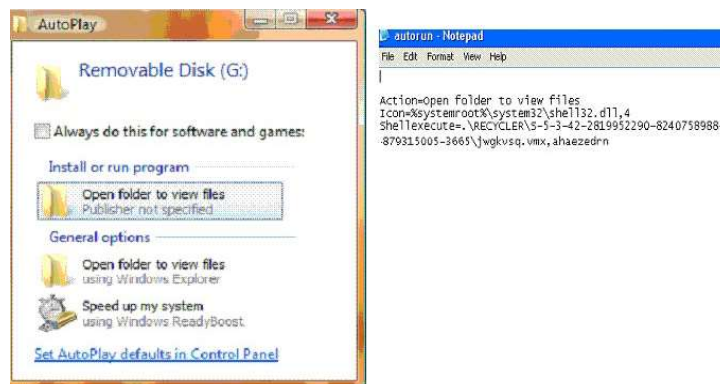 AutoPlay
Removable Disk (G:)
Always do this for software and games:
Install or run program
Open folder to view files
Publisher not specified
General options
Open folder to view files
using Windows Explorer
Speed up my system
using Windows ReadyBoost
Set AutoPlay defaults in Control Panel
autorun - Notepad
File Edit Format View Help
Action=Open folder to view files
Icon=%systemroot%\system32\shell32.dll,4
Shellexecute=.\RECYCLER\S-5-3-42-2819952290-8240758988
-879315005-3665\jwgkvsq.vmx,ahaezedrn